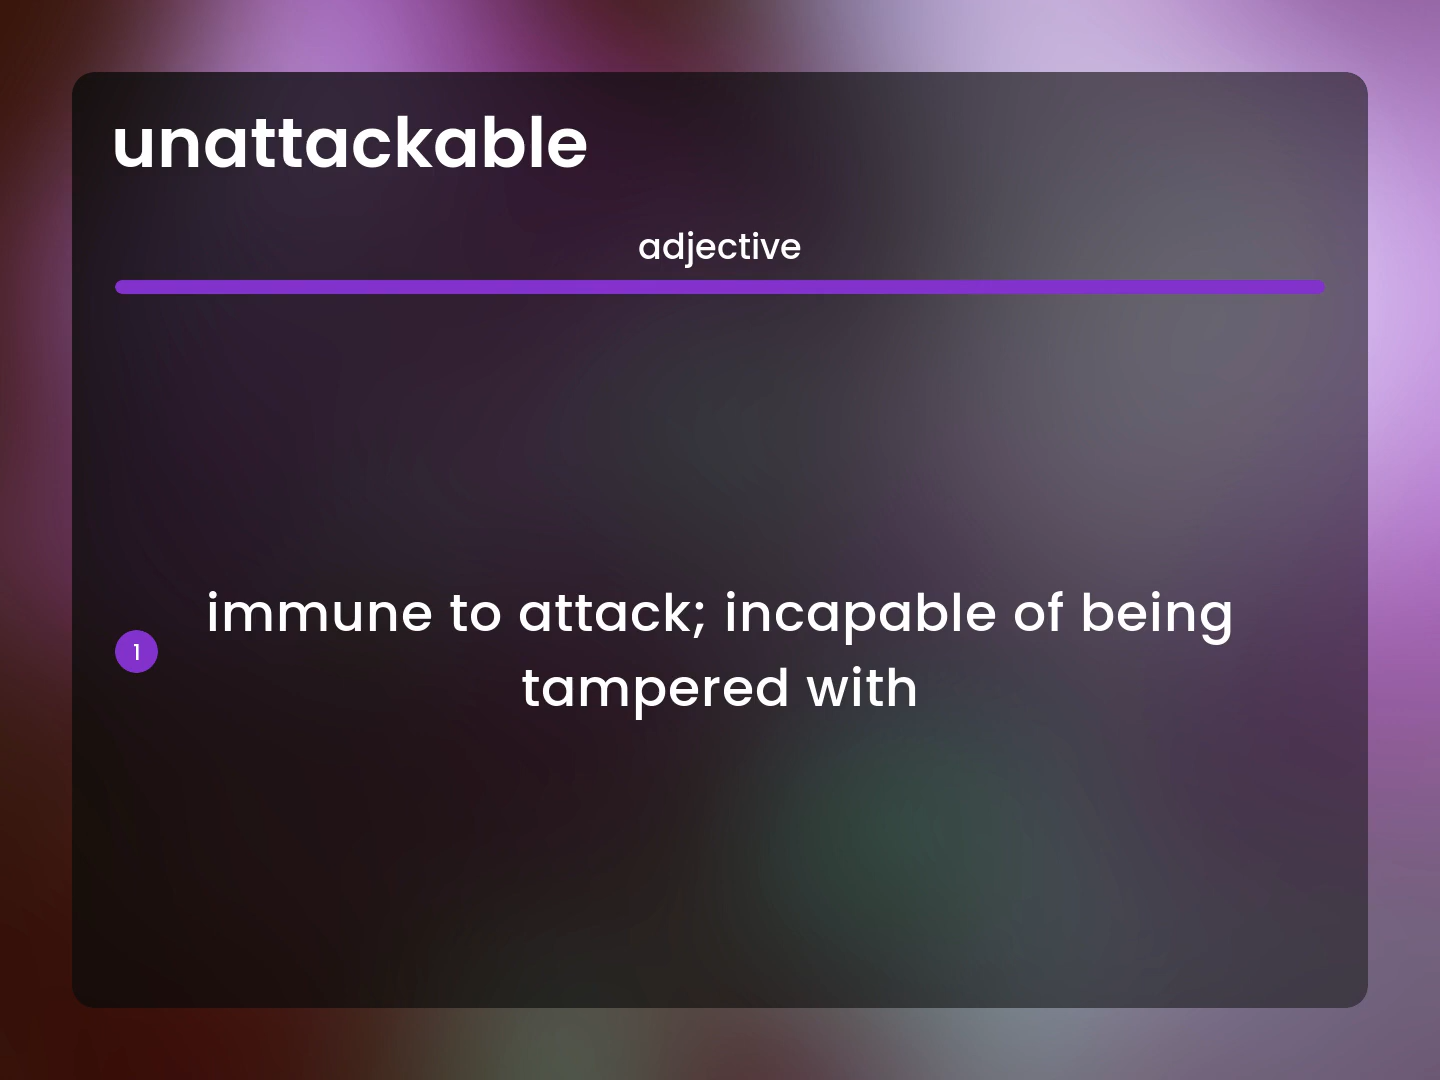 unattackable
adjective
1
immune to attack; incapable of being
tampered with